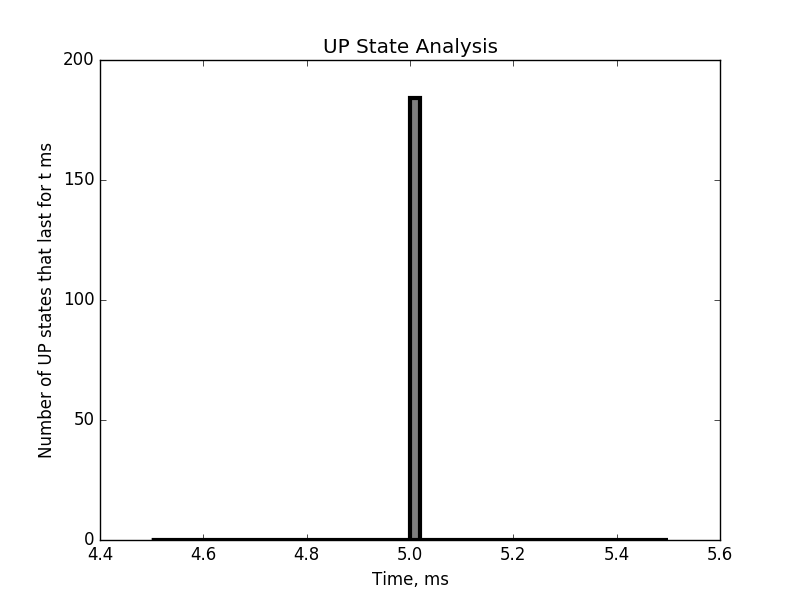 UP State Analysis
200
150
100
50
0
Number of UP states that last for t ms
4.4 4.6 4.8 5.0 5.2 5.4 5.6
Time, ms